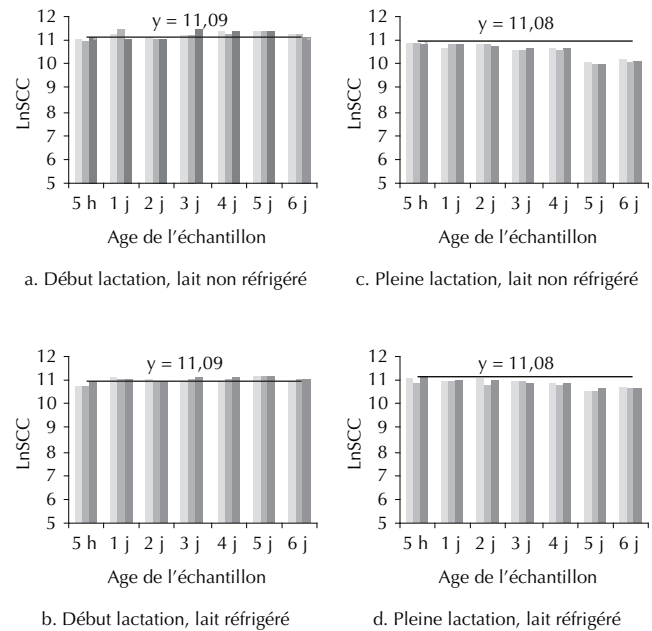 y = 11,09
12
11
10
9
8
7
6
5
LnSCC
5 h 1 j 2 j 3 j 4 j 5 j 6 j
Age de l'échantillon
a. Début lactation, lait non réfrigéré
y = 11,08
12
11
10
9
8
7
6
5
LnSCC
5 h 1 j 2 j 3 j 4 j 5 j 6 j
Age de l'échantillon
c. Pleine lactation, lait non réfrigéré
y = 11,09
12
11
10
9
8
7
6
5
LnSCC
5 h 1 j 2 j 3 j 4 j 5 j 6 j
Age de l'échantillon
b. Début lactation, lait réfrigéré
y = 11,08
12
11
10
9
8
7
6
5
LnSCC
5 h 1 j 2 j 3 j 4 j 5 j 6 j
Age de l'échantillon
d. Pleine lactation, lait réfrigéré